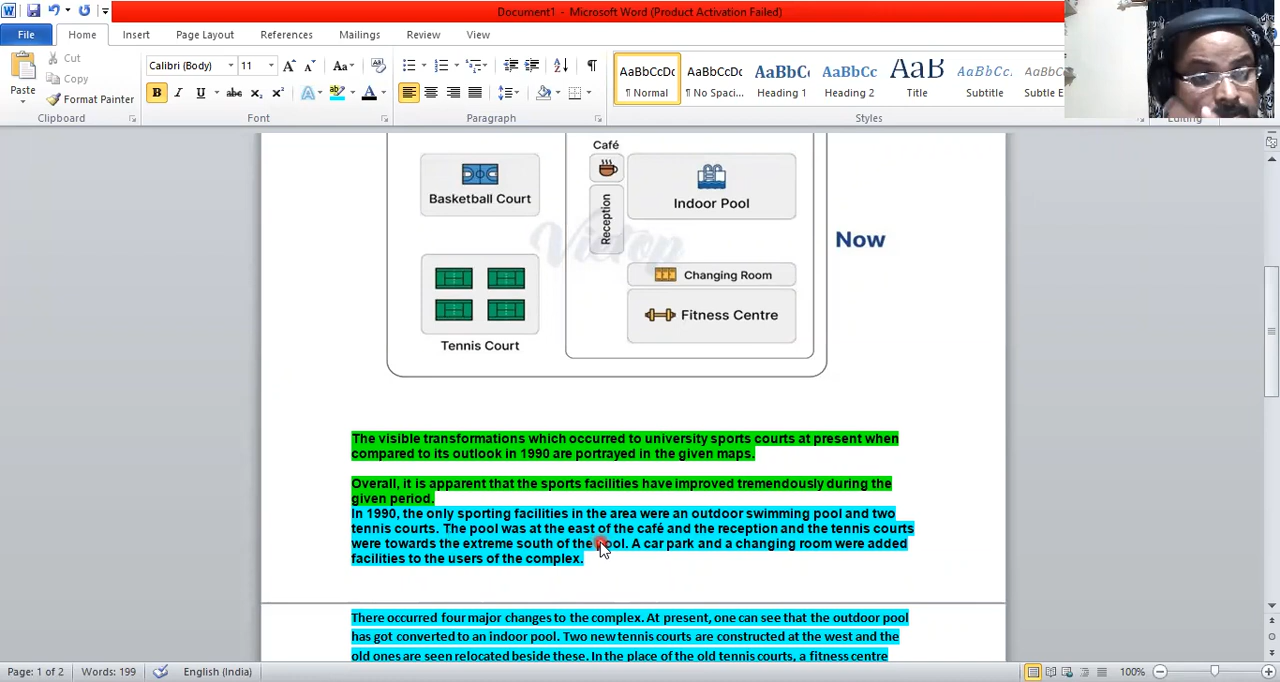 Document1 - Microsoft Word (Product Activation Failed)
File Home Insert Page Layout References Mailings Review View
Paste
Cut
Copy
Format Painter
Clipboard
Calibri (Body) 11
Font
Paragraph
AaBbCcDc AaBbCcDc AaBbC AaBbCc AaB AaBbCc. AaBbCc
¶ Normal ¶ No Spaci... Heading 1 Heading 2 Title Subtitle Subtle E
Styles
Editing
Café
Basketball Court
Indoor Pool
Reception
Now
Changing Room
Fitness Centre
Tennis Court
The visible transformations which occurred to university sports courts at present when
compared to its outlook in 1990 are portrayed in the given maps.
Overall, it is apparent that the sports facilities have improved tremendously during the
given period.
In 1990, the only sporting facilities in the area were an outdoor swimming pool and two
tennis courts. The pool was at the east of the café and the reception and the tennis courts
were towards the extreme south of the pool. A car park and a changing room were added
facilities to the users of the complex.
There occurred four major changes to the complex. At present, one can see that the outdoor pool
has got converted to an indoor pool. Two new tennis courts are constructed at the west and the
old ones are seen relocated beside these. In the place of the old tennis courts, a fitness centre
Page: 1 of 2 Words: 199 English (India) 100%